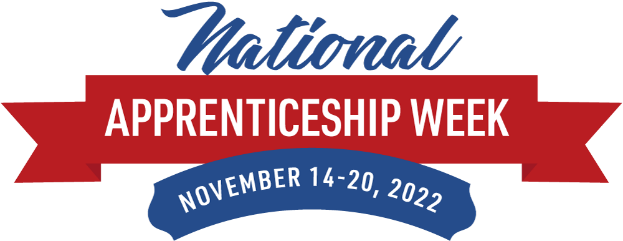 National
APPRENTICESHIP WEEK
NOVEMBER 14-20, 2022